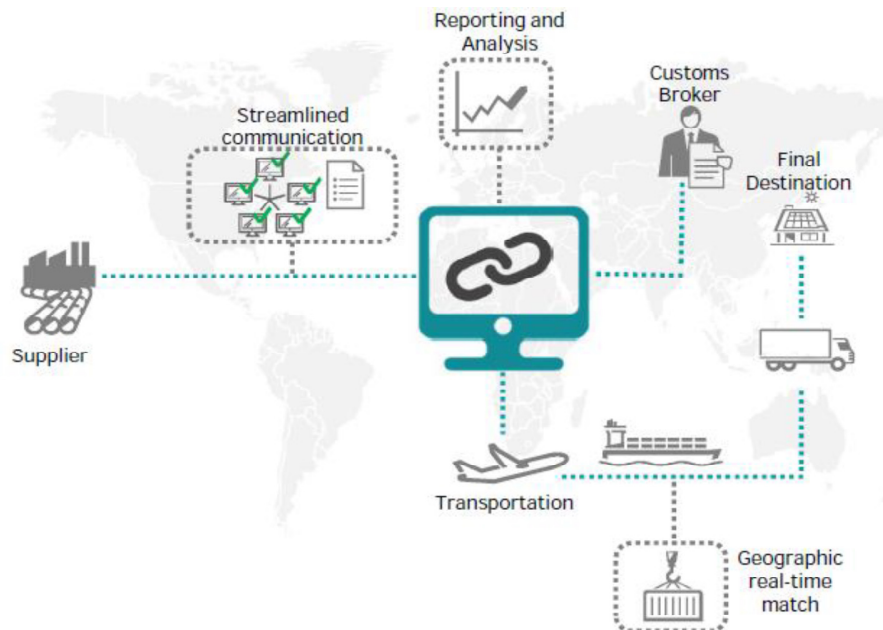 Reporting and
Analysis
Customs
Broker
Streamlined
communication
Final
Destination
Supplier
Transportation
Geographic
real-time
match